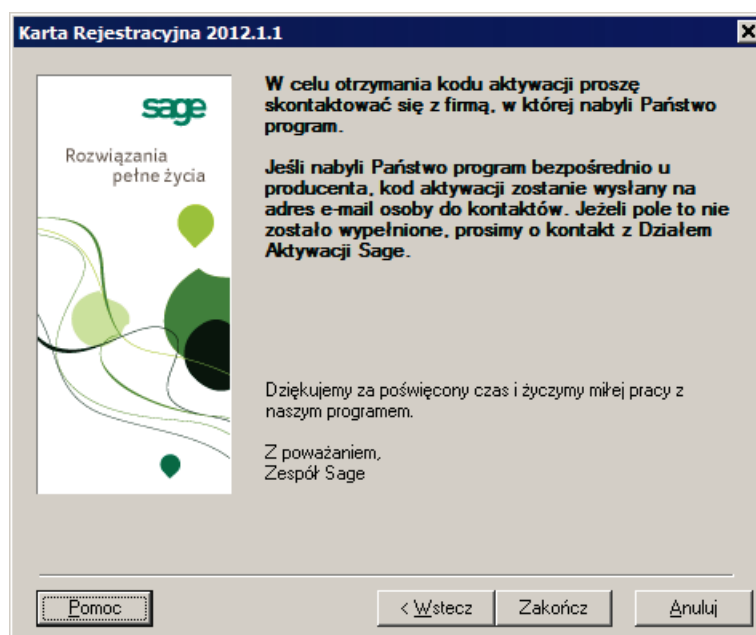 Karta Rejestracyjna 2012.1.1
sage
Rozwiązania
pełne życia
W celu otrzymania kodu aktywacji proszę
skontaktować się z firmą, w której nabyli Państwo
program.
Jeśli nabyli Państwo program bezpośrednio u
producenta, kod aktywacji zostanie wysłany na
adres e-mail osoby do kontaktów. Jeżeli pole to nie
zostało wypełnione, prosimy o kontakt z Działem
Aktywacji Sage.
Dziękujemy za poświęcony czas i życzymy miłej pracy z
naszym programem.
Z poważaniem,
Zespół Sage
Pomoc
< Wstecz
Zakończ
Anuluj